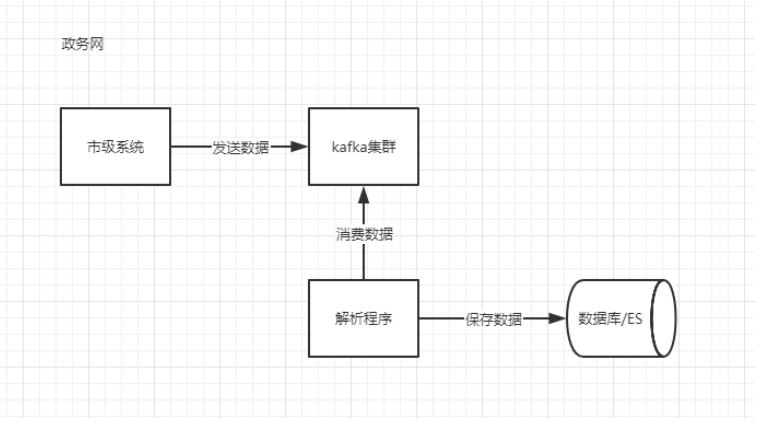 政务网
市级系统
发送数据
kafka集群
消费数据
解析程序
保存数据
数据库/ES